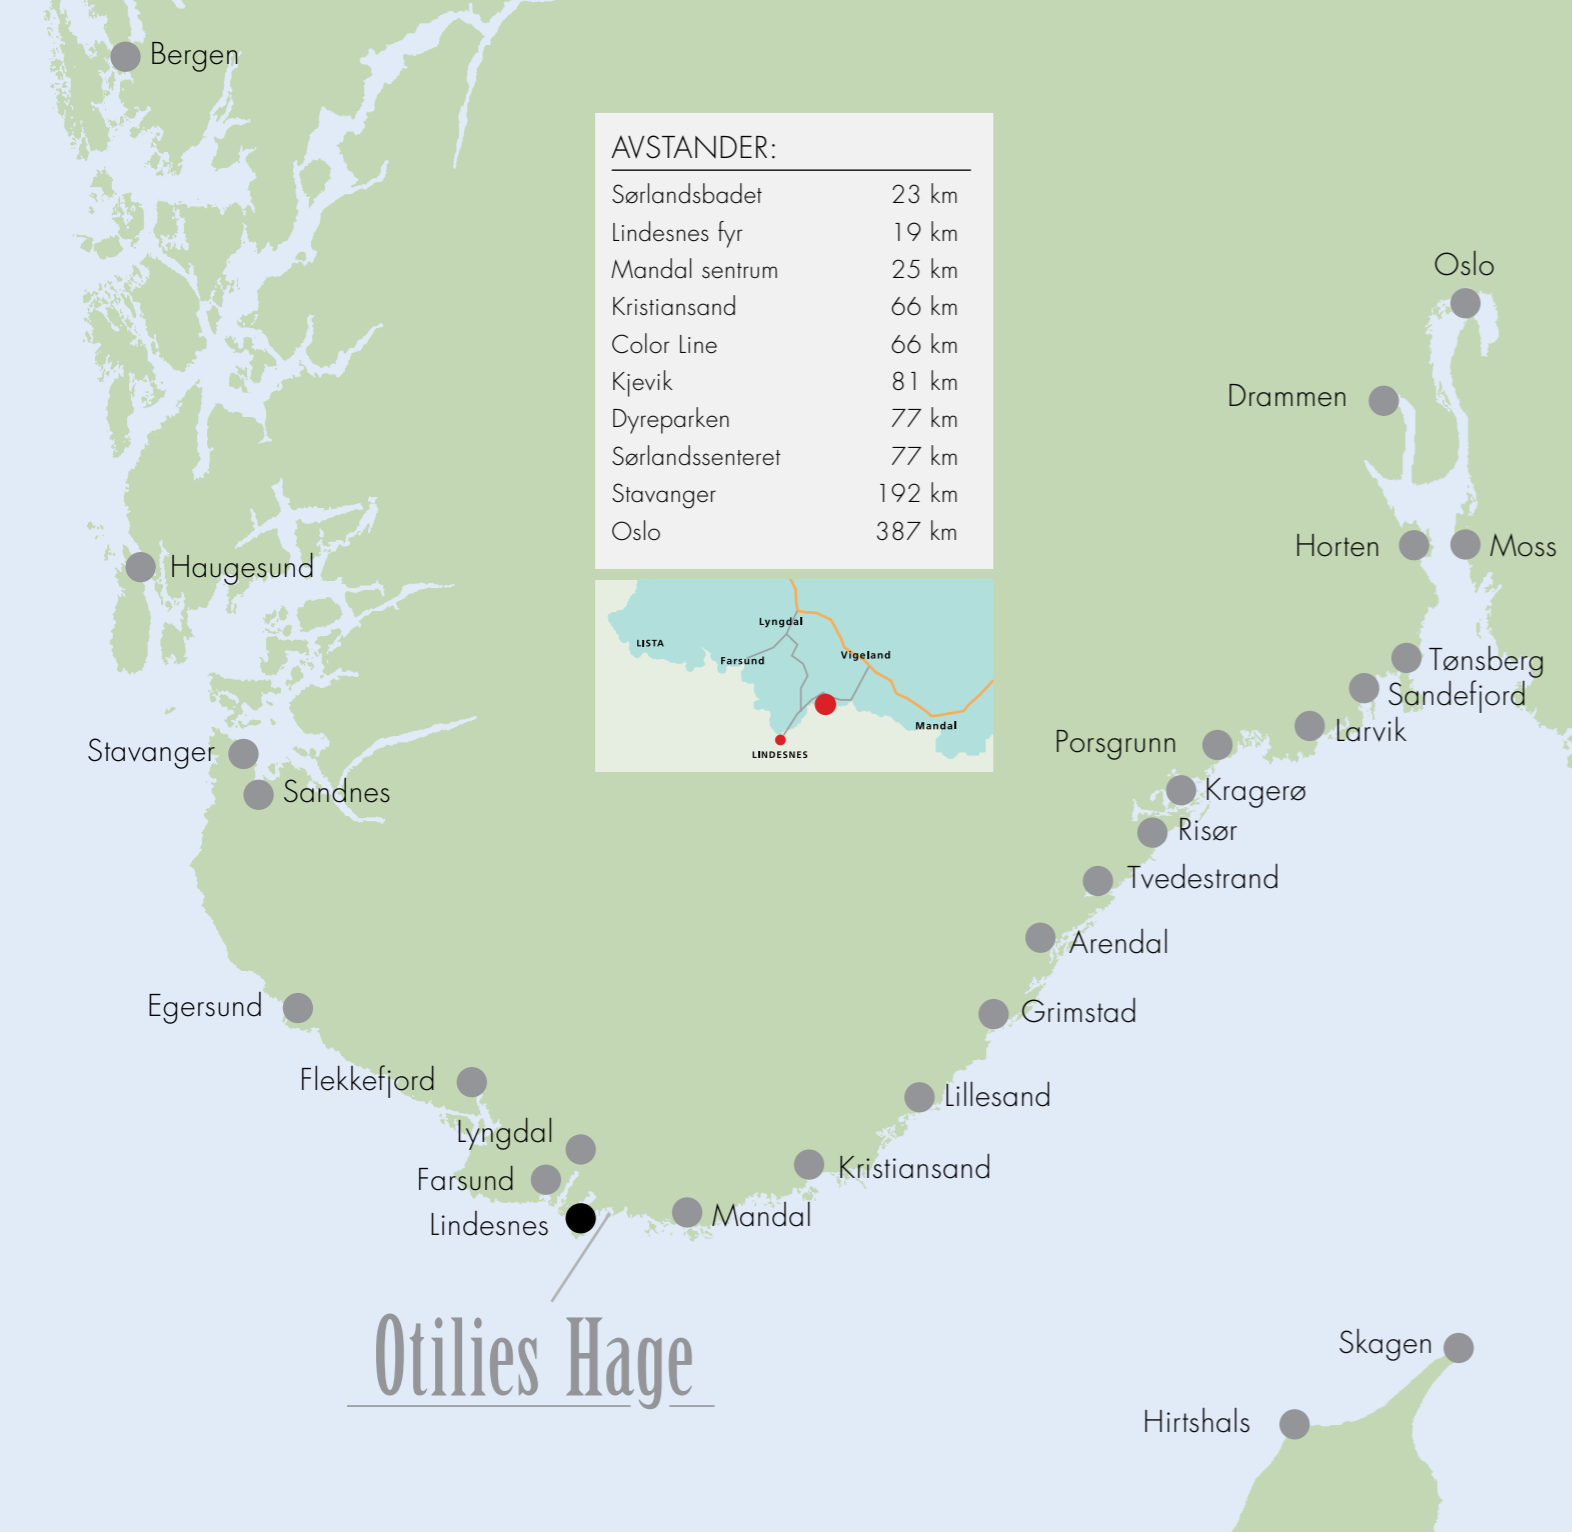 Bergen
AVSTANDER:
Sørlandsbadet 23 km
Lindesnes fyr 19 km
Mandal sentrum 25 km
Kristiansand 66 km
Color Line 66 km
Kjevik 81 km
Dyreparken 77 km
Sørlandssenteret 77 km
Stavanger 192 km
Oslo 387 km
Oslo
Drammen
Horten
Moss
Haugesund
Lyngdal
LISTA
Farsund
Vigeland
Mandal
LINDESNES
Tønsberg
Sandefjord
Larvik
Porsgrunn
Stavanger
Sandnes
Kragerø
Risør
Tvedestrand
Arendal
Egersund
Grimstad
Flekkefjord
Lillesand
Lyngdal
Kristiansand
Farsund
Mandal
Lindesnes
Otilies Hage
Skagen
Hirtshals